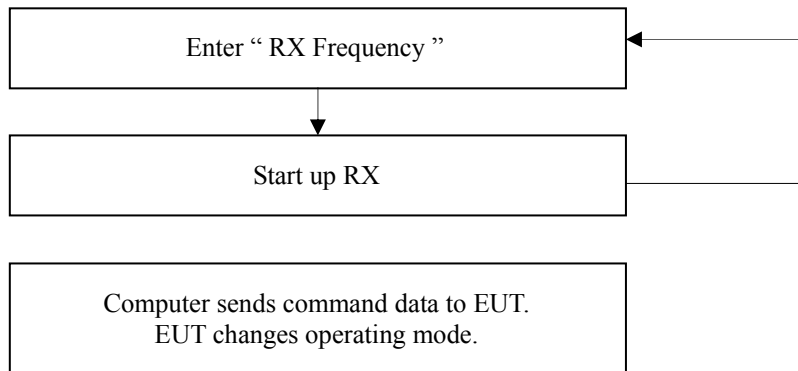 Enter “ RX Frequency ”
Start up RX
Computer sends command data to EUT.
EUT changes operating mode.